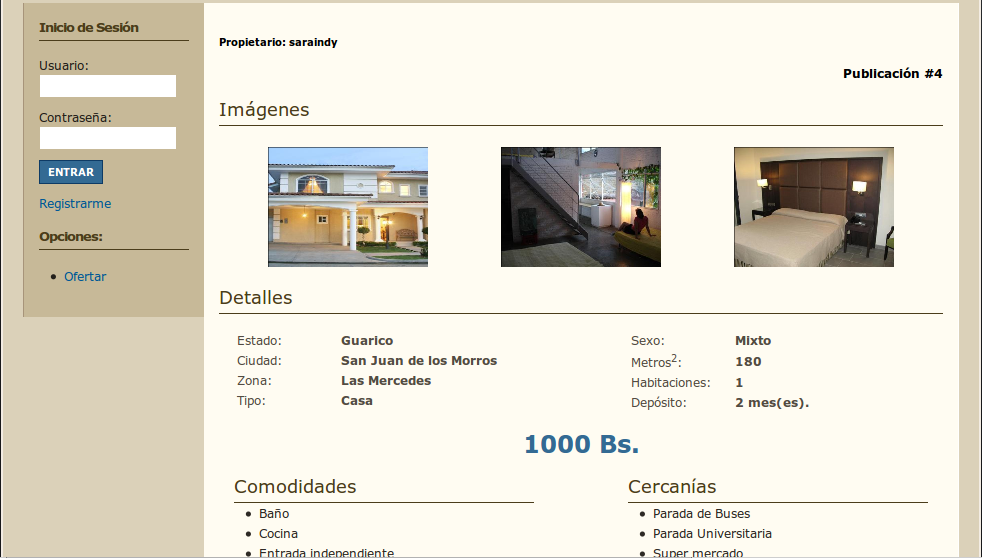 Inicio de Sesión
Usuario:
Contraseña:
ENTRAR
Registrarme
Opciones:
Ofertar
Propietario: saraindy
Publicación #4
Imágenes
Detalles
Estado: Guarico
Ciudad: San Juan de los Morros
Zona: Las Mercedes
Tipo: Casa
Sexo: Mixto
Metros²: 180
Habitaciones: 1
Depósito: 2 mes(es).
1000 Bs.
Comodidades
Baño
Cocina
Entrada independiente
Cercanías
Parada de Buses
Parada Universitaria
Super mercado